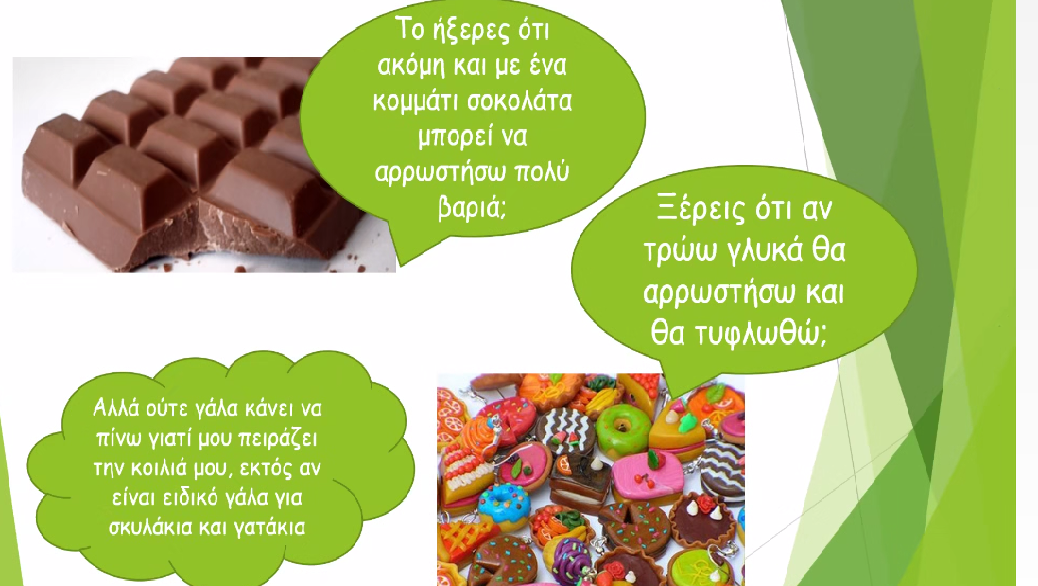 Το ήξερες ότι
ακόμη και με ένα
κομμάτι σοκολάτα
μπορεί να
αρρωστήσω πολύ
βαριά;
Ξέρεις ότι αν
τρώω γλυκά θα
αρρωστήσω και
θα τυφλωθώ;
Αλλά ούτε γάλα κάνει να
πίνω γιατί μου πειράζει
την κοιλιά μου, εκτός αν
είναι ειδικό γάλα για
σκυλάκια και γατάκια